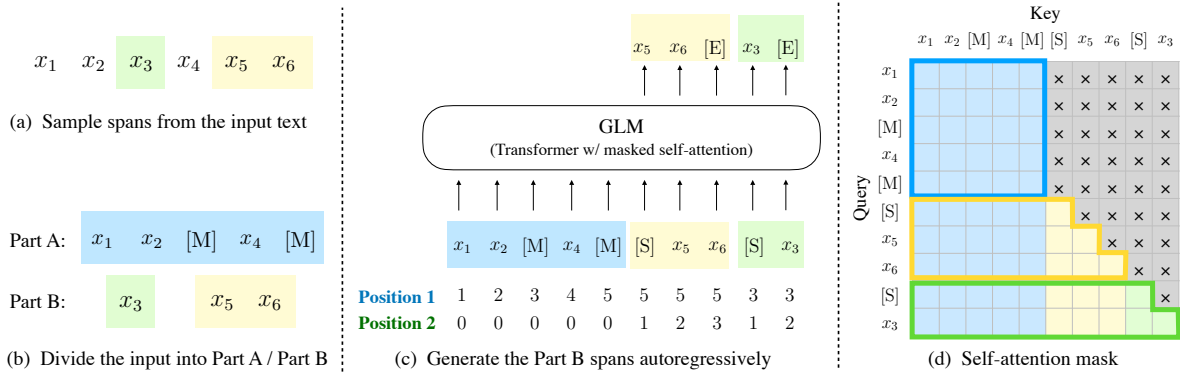 x1 x2 x3 x4 x5 x6
(a) Sample spans from the input text
Part A: x1 x2 [M] x4 [M]
Part B: x3 x5 x6
(b) Divide the input into Part A / Part B
x5 x6 [E] x3 [E]
GLM
(Transformer w/ masked self-attention)
x1 x2 [M] x4 [M] [S] x5 x6 [S] x3
Position 1 1 2 3 4 5 5 5 5 3 3
Position 2 0 0 0 0 0 1 2 3 1 2
(c) Generate the Part B spans autoregressively
Key
x1 x2 [M] x4 [M] [S] x5 x6 [S] x3
Query
x1 × × × × ×
x2 × × × × ×
[M] × × × × ×
x4 × × × × ×
[M] × × × × ×
[S] × × × ×
x5 × × ×
x6 × ×
[S] ×
x3
(d) Self-attention mask